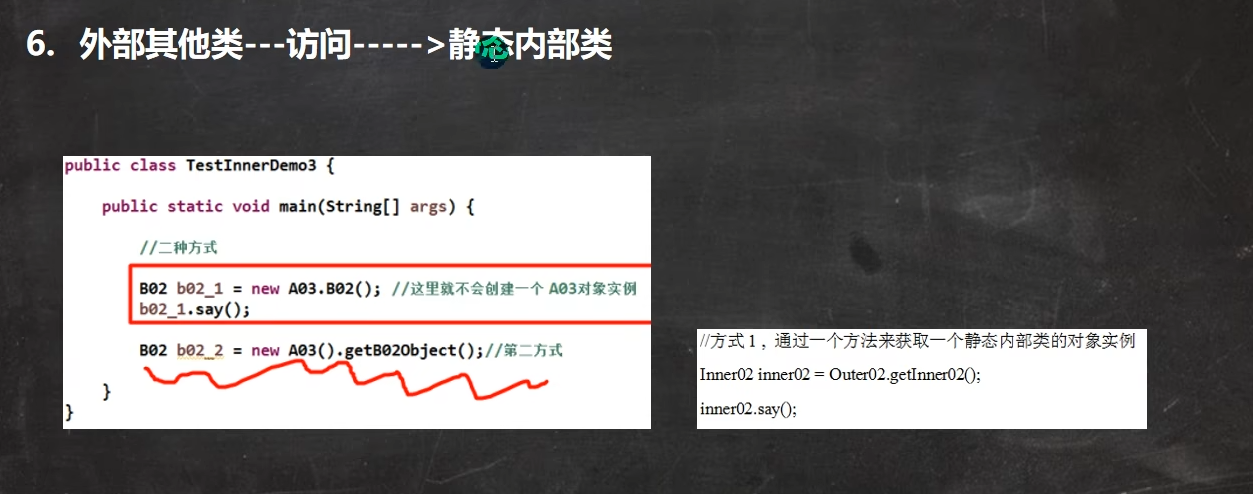 6. 外部其他类---访问----->静态内部类
public class TestInnerDemo3 {
public static void main(String[] args) {
//二种方式
B02 b02_1 = new A03.B02(); //这里就不会创建一个 A03对象实例
b02_1.say();
B02 b02_2 = new A03().getB02Object();//第二方式
}
}
//方式 1 ,  通过一个方法来获取一个静态内部类的对象实例
Inner02 inner02 = Outer02.getInner02();
inner02.say();